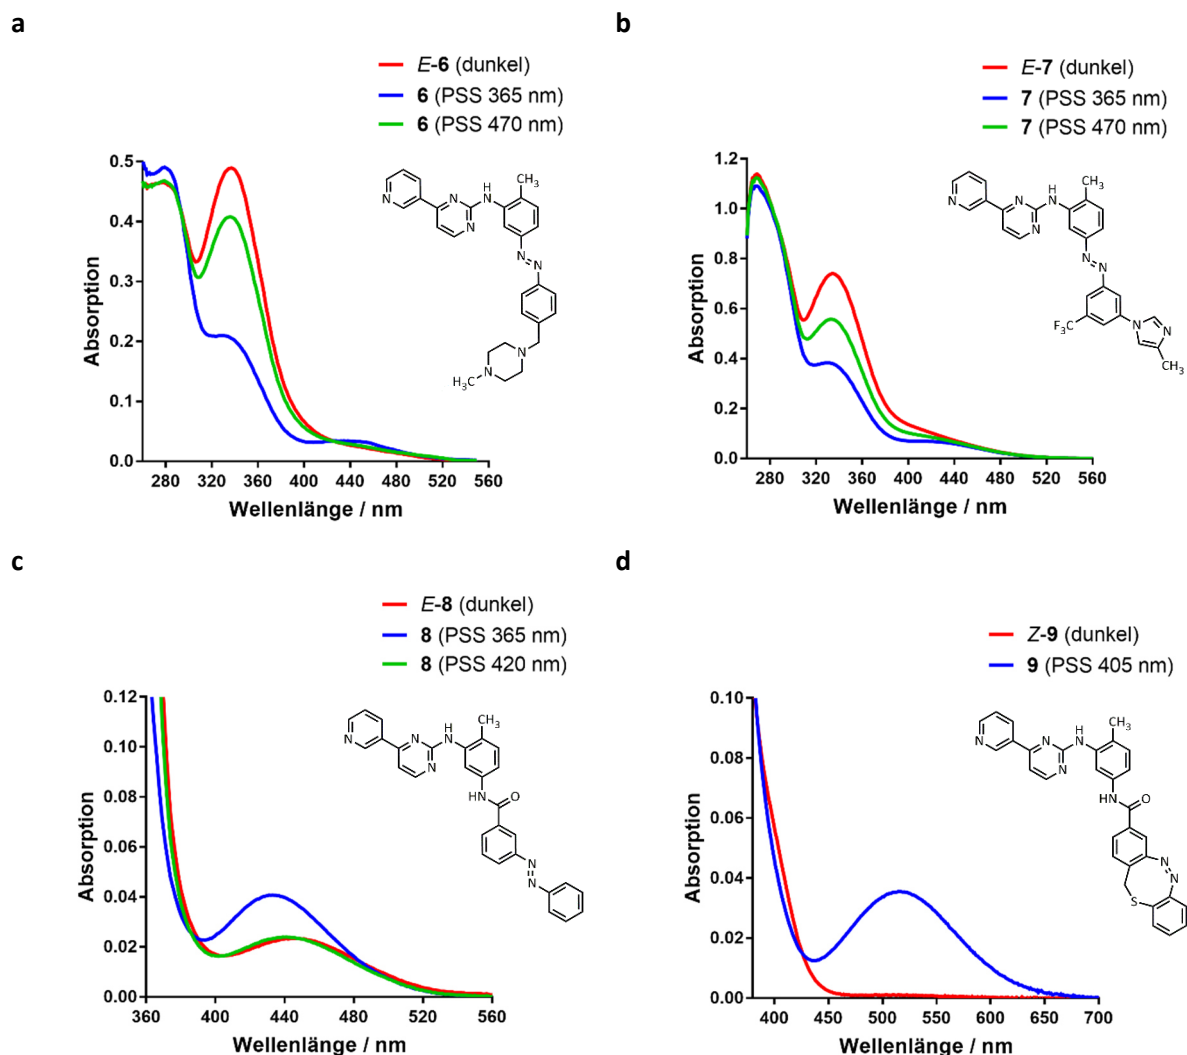 a
E-6 (dunkel)
6 (PSS 365 nm)
6 (PSS 470 nm)
0.5
0.4
0.3
0.2
0.1
0.0
Absorption
280 320 360 400 440 480 520 560
Wellenlänge / nm
N
N
N
H
N
CH3
N
N
N
N
H3C
b
E-7 (dunkel)
7 (PSS 365 nm)
7 (PSS 470 nm)
1.2
1.0
0.8
0.6
0.4
0.2
0.0
Absorption
280 320 360 400 440 480 520 560
Wellenlänge / nm
N
N
N
H
N
CH3
N
N
F3C
N
N
CH3
c
E-8 (dunkel)
8 (PSS 365 nm)
8 (PSS 420 nm)
0.12
0.10
0.08
0.06
0.04
0.02
0.00
Absorption
360 400 440 480 520 560
Wellenlänge / nm
N
N
N
H
N
CH3
HN
O
N
N
d
Z-9 (dunkel)
9 (PSS 405 nm)
0.10
0.08
0.06
0.04
0.02
0.00
Absorption
400 450 500 550 600 650 700
Wellenlänge / nm
N
N
N
H
N
CH3
HN
O
N
N
S